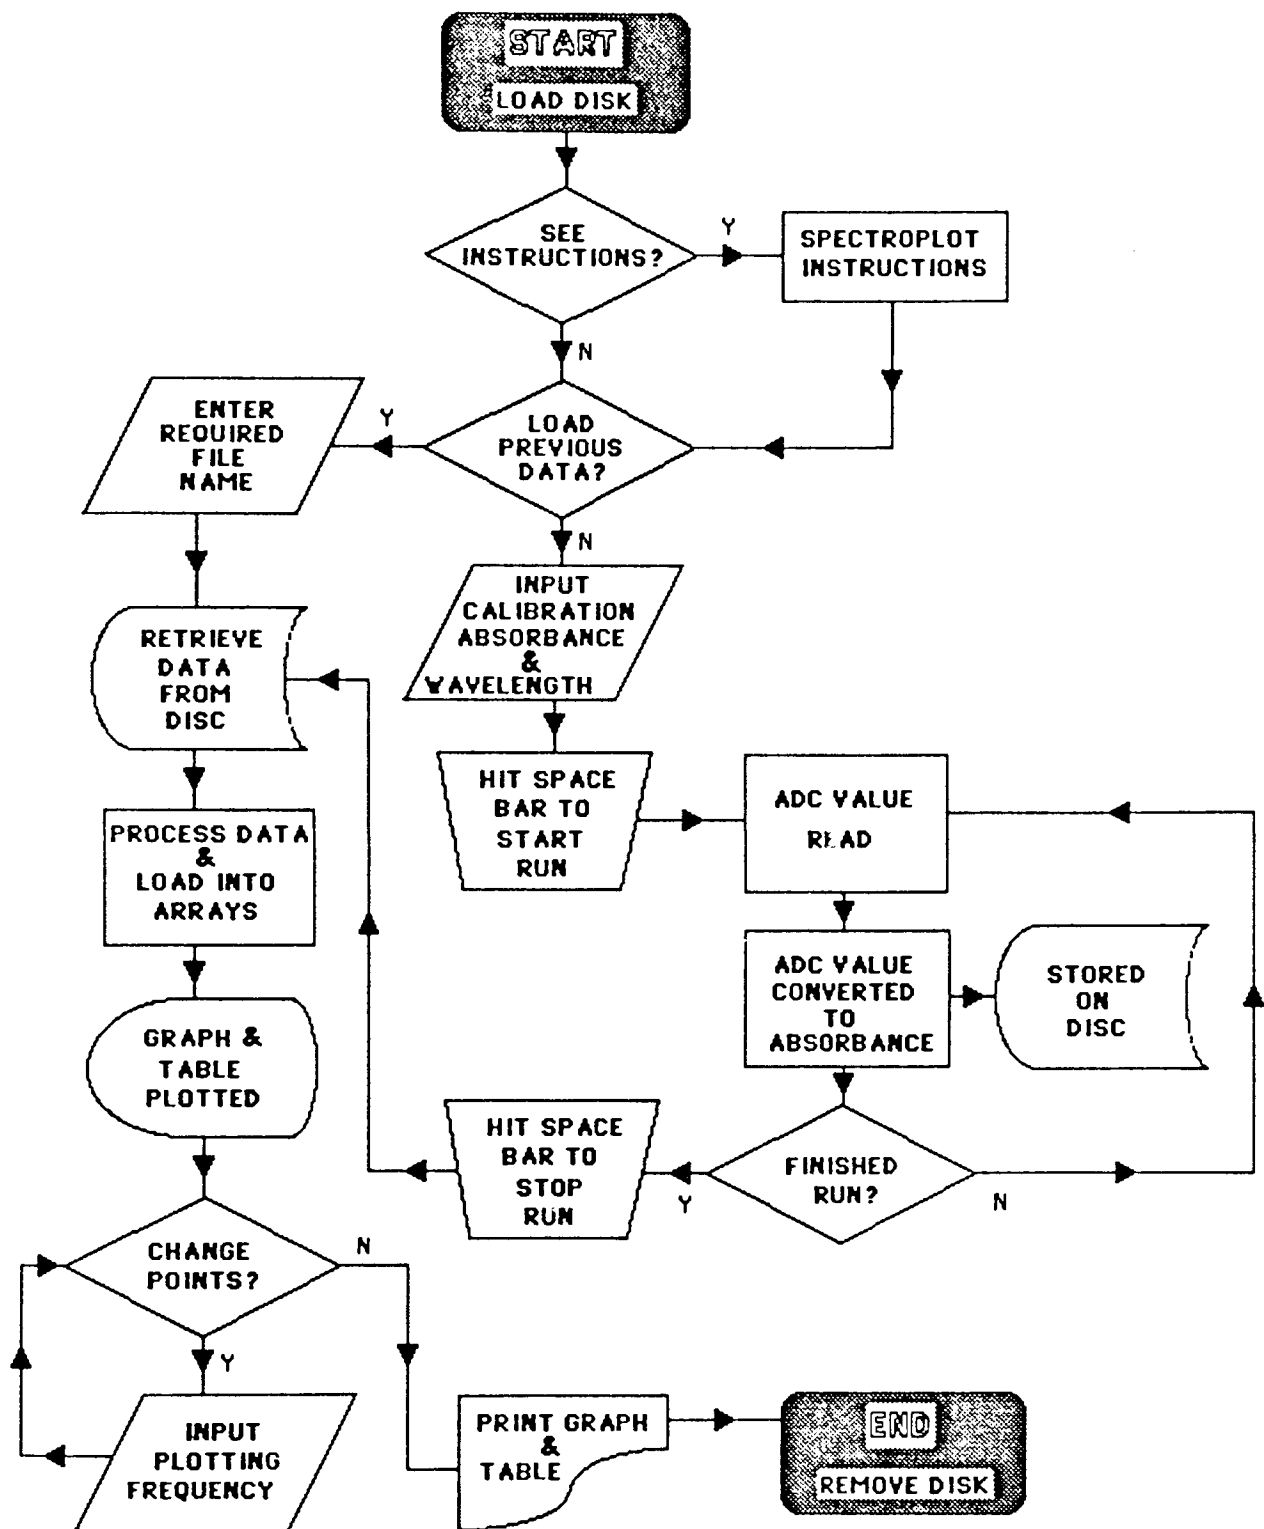 START
LOAD DISK
SEE
INSTRUCTIONS?
Y
SPECTROPLOT
INSTRUCTIONS
N
LOAD
PREVIOUS
DATA?
Y
ENTER
REQUIRED
FILE
NAME
N
INPUT
CALIBRATION
ABSORBANCE
&
WAVELENGTH
RETRIEVE
DATA
FROM
DISC
HIT SPACE
BAR TO
START
RUN
ADC VALUE
READ
PROCESS DATA
&
LOAD INTO
ARRAYS
ADC VALUE
CONVERTED
TO
ABSORBANCE
STORED
ON
DISC
GRAPH &
TABLE
PLOTTED
HIT SPACE
BAR TO
STOP
RUN
Y
FINISHED
RUN?
N
CHANGE
POINTS?
N
Y
INPUT
PLOTTING
FREQUENCY
PRINT GRAPH
&
TABLE
END
REMOVE DISK